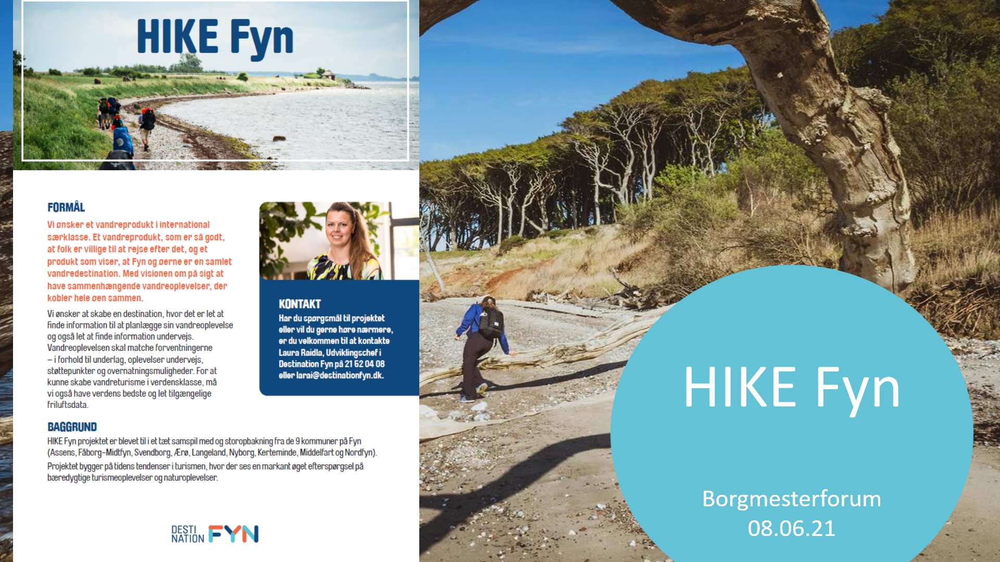 HIKE Fyn
FORMÅL
Vi ønsker et vandreprodukt i international
særklasse. Et vandreprodukt, som er så godt,
at folk er villige til at rejse efter det, og et
produkt som viser, at Fyn og øerne er en samlet
vandredestination. Med visionen om på sigt at
have sammenhængende vandreoplevelser, der
kobler hele øen sammen.
Vi ønsker at skabe en destination, hvor det er let at
finde information til at planlægge sin vandreoplevelse
og også let at finde information undervejs.
Vandreoplevelsen skal matche forventningerne
– i forhold til underlag, oplevelser undervejs,
støttepunkter og overnatningsmuligheder. For at
kunne skabe vandreturisme i verdensklasse, må
vi også have verdens bedste og let tilgængelige
friluftsdata.
KONTAKT
Har du spørgsmål til projektet
eller vil du gerne høre nærmere,
er du velkommen til at kontakte
Laura Raidla, Udviklingschef i
Destination Fyn på 21 52 04 08
eller larai@destinationfyn.dk.
BAGGRUND
HIKE Fyn projektet er blevet til i et tæt samspil med og storopbakning fra de 9 kommuner på Fyn
(Assens, Fåborg-Midtfyn, Svendborg, Ærø, Langeland, Nyborg, Kerteminde, Middelfart og Nordfyn).
Projektet bygger på tidens tendenser i turismen, hvor der ses en markant øget efterspørgsel på
bæredygtige turismeoplevelser og naturoplevelser.
DESTI
NATION FYN
HIKE Fyn
Borgmesterforum
08.06.21